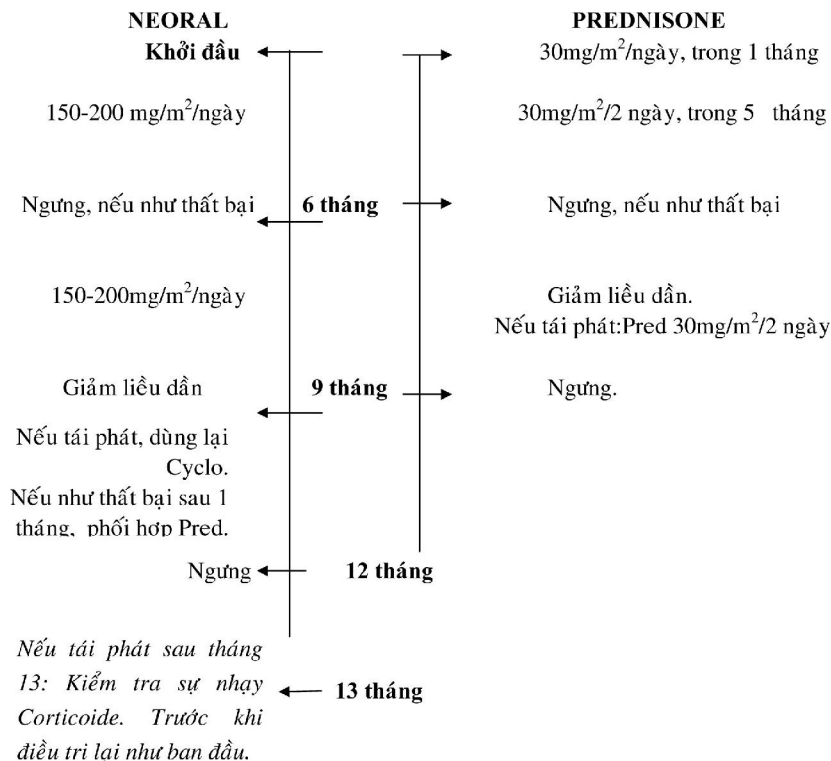 NEORAL PREDNISONE
Khởi đầu 30mg/m²/ngày, trong 1 tháng
150-200 mg/m²/ngày 30mg/m²/2 ngày, trong 5 tháng
Ngưng, nếu như thất bại 6 tháng Ngưng, nếu như thất bại
150-200mg/m²/ngày Giảm liều dần.
Nếu tái phát:Pred 30mg/m²/2 ngày
Giảm liều dần 9 tháng Ngưng.
Nếu tái phát, dùng lại
Cyclo.
Nếu như thất bại sau 1
tháng, phối hợp Pred.
Ngưng 12 tháng
Nếu tái phát sau tháng
13: Kiểm tra sự nhạy 13 tháng
Corticoide. Trước khi
điều trị lại như ban đầu.